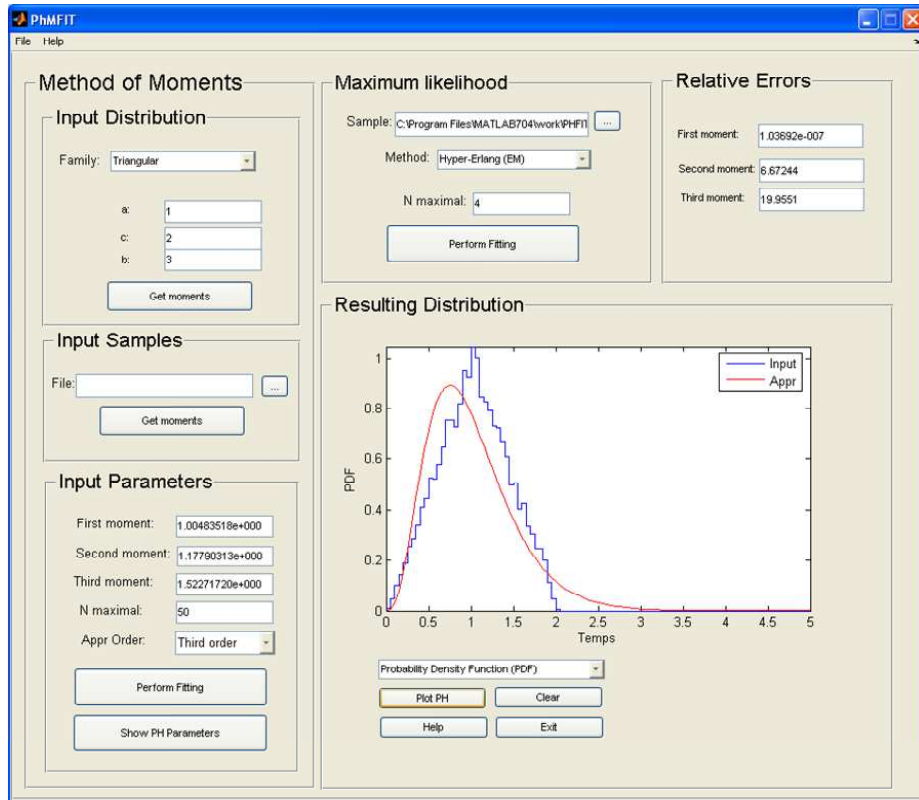 PhMFIT
File Help
Method of Moments
Input Distribution
Family: Triangular
a: 1
c: 2
b: 3
Get moments
Input Samples
File: ...
Get moments
Input Parameters
First moment: 1.00483518e+000
Second moment: 1.17790313e+000
Third moment: 1.52271720e+000
N maximal: 50
Appr Order: Third order
Perform Fitting
Show PH Parameters
Maximum likelihood
Sample: C:\Program Files\MATLAB704\work\PHFIT ...
Method: Hyper-Erlang (EM)
N maximal: 4
Perform Fitting
Relative Errors
First moment: 1.03692e-007
Second moment: 6.67244
Third moment: 19.9551
Resulting Distribution
Input
Appr
1
0.8
0.6
0.4
0.2
0
PDF
0 0.5 1 1.5 2 2.5 3 3.5 4 4.5 5
Temps
Probability Density Function (PDF)
Plot PH Clear
Help Exit